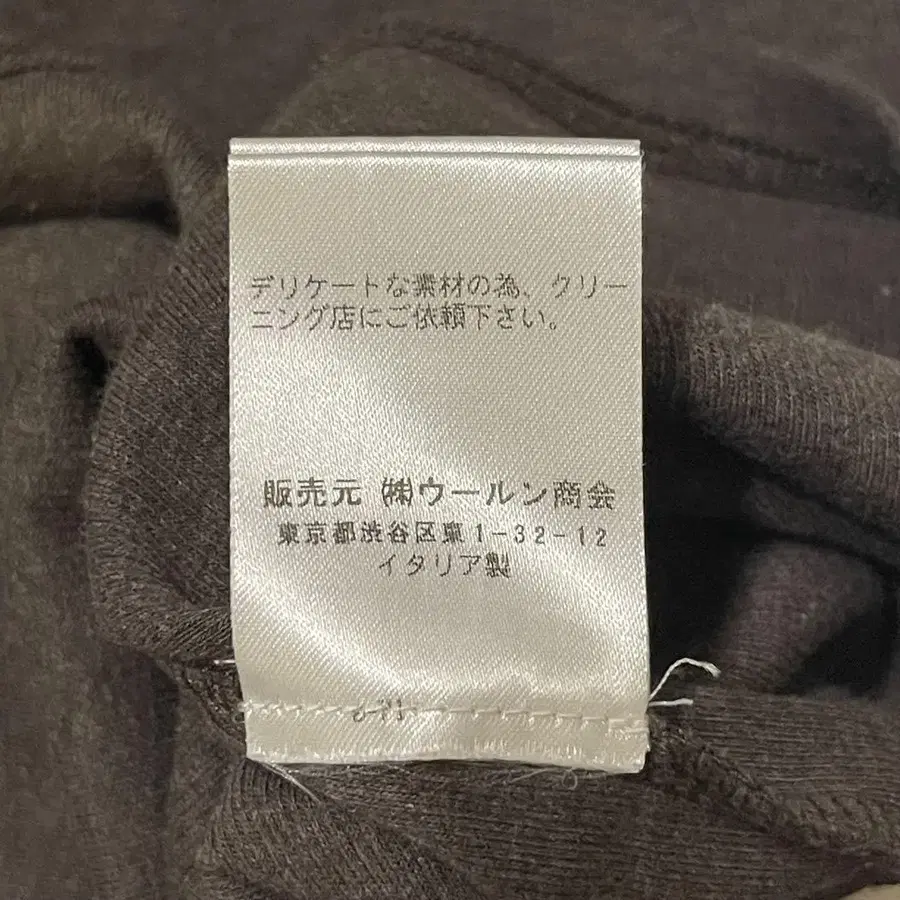 デリケートな素材の為、クリー
ニング店にご依頼下さい。
販売元 ㈱ウールン商会
東京都渋谷区東1-32-12
イタリア製